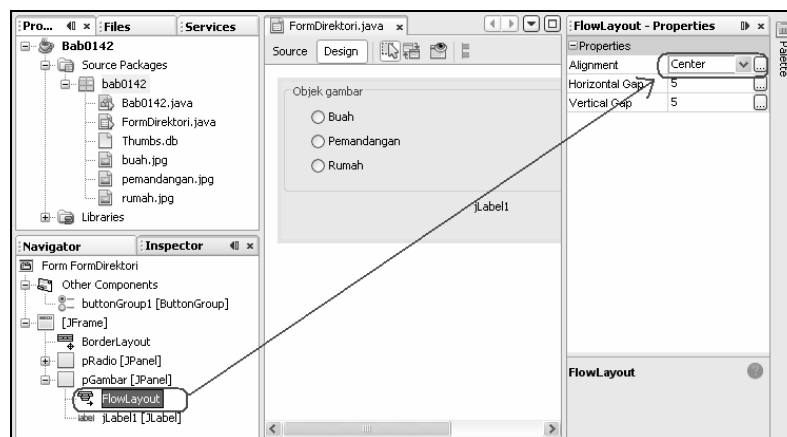 Pro...
Files
Services
Bab0142
Source Packages
bab0142
Bab0142.java
FormDirektori.java
Thumbs.db
buah.jpg
pemandangan.jpg
rumah.jpg
Libraries
Navigator
Inspector
Form FormDirektori
Other Components
buttonGroup1 [ButtonGroup]
[JFrame]
BorderLayout
pRadio [JPanel]
pGambar [JPanel]
FlowLayout
label jLabel1 [JLabel]
FormDirektori.java
Source Design
Objek gambar
Buah
Pemandangan
Rumah
jLabel1
FlowLayout - Properties
Properties
Alignment Center
Horizontal Gap 5
Vertical Gap 5
FlowLayout
Palette